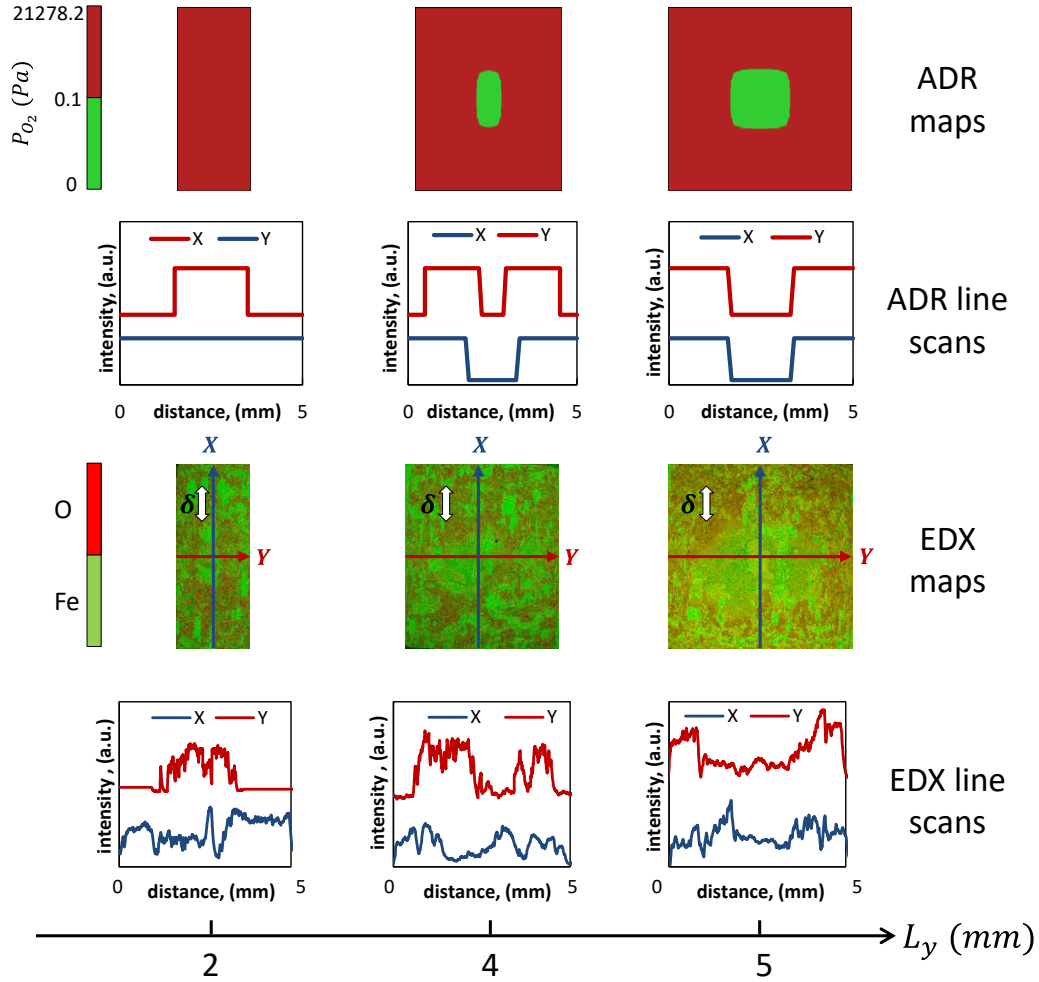 21278.2
0.1
0
P_{O_2} (Pa)
ADR
maps
X Y
intensity, (a.u.)
0 distance, (mm) 5
X Y
intensity, (a.u.)
0 distance, (mm) 5
X Y
intensity, (a.u.)
0 distance, (mm) 5
ADR line
scans
O
Fe
X
δ
Y
X
δ
Y
X
δ
Y
EDX
maps
X Y
intensity , (a.u.)
0 distance, (mm) 5
X Y
intensity, (a.u.)
0 distance, (mm) 5
X Y
intensity, (a.u.)
0 distance, (mm) 5
EDX line
scans
2 4 5
L_y (mm)